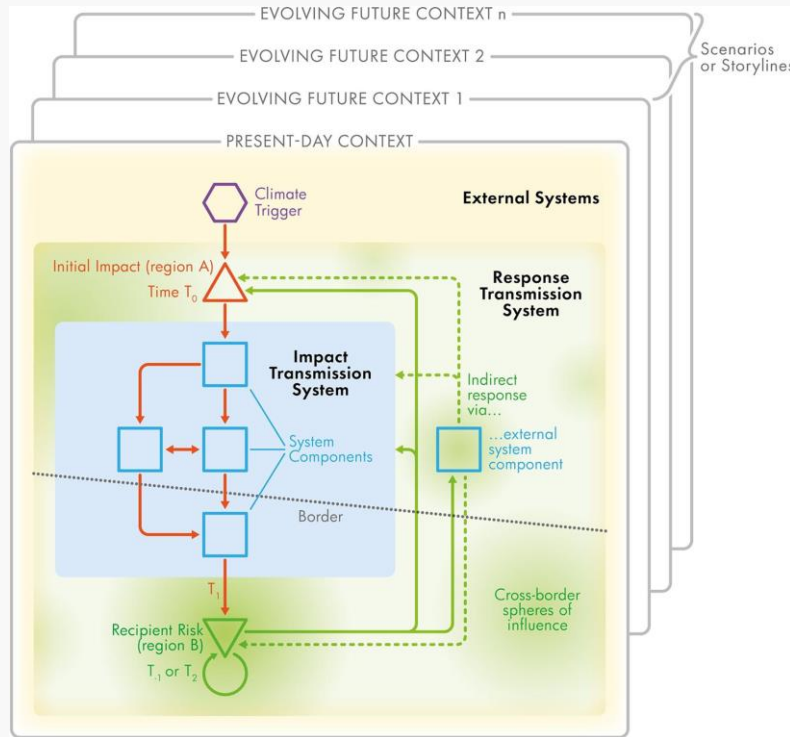 EVOLVING FUTURE CONTEXT n
Scenarios
or Storylines
EVOLVING FUTURE CONTEXT 2
EVOLVING FUTURE CONTEXT 1
PRESENT-DAY CONTEXT
Climate
Trigger
External Systems
Initial Impact (region A)
Time T0
Response
Transmission
System
Impact
Transmission
System
Indirect
response
via...
...external
system
component
System
Components
Border
T1
Recipient Risk
(region B)
T-1 or T2
Cross-border
spheres of
influence